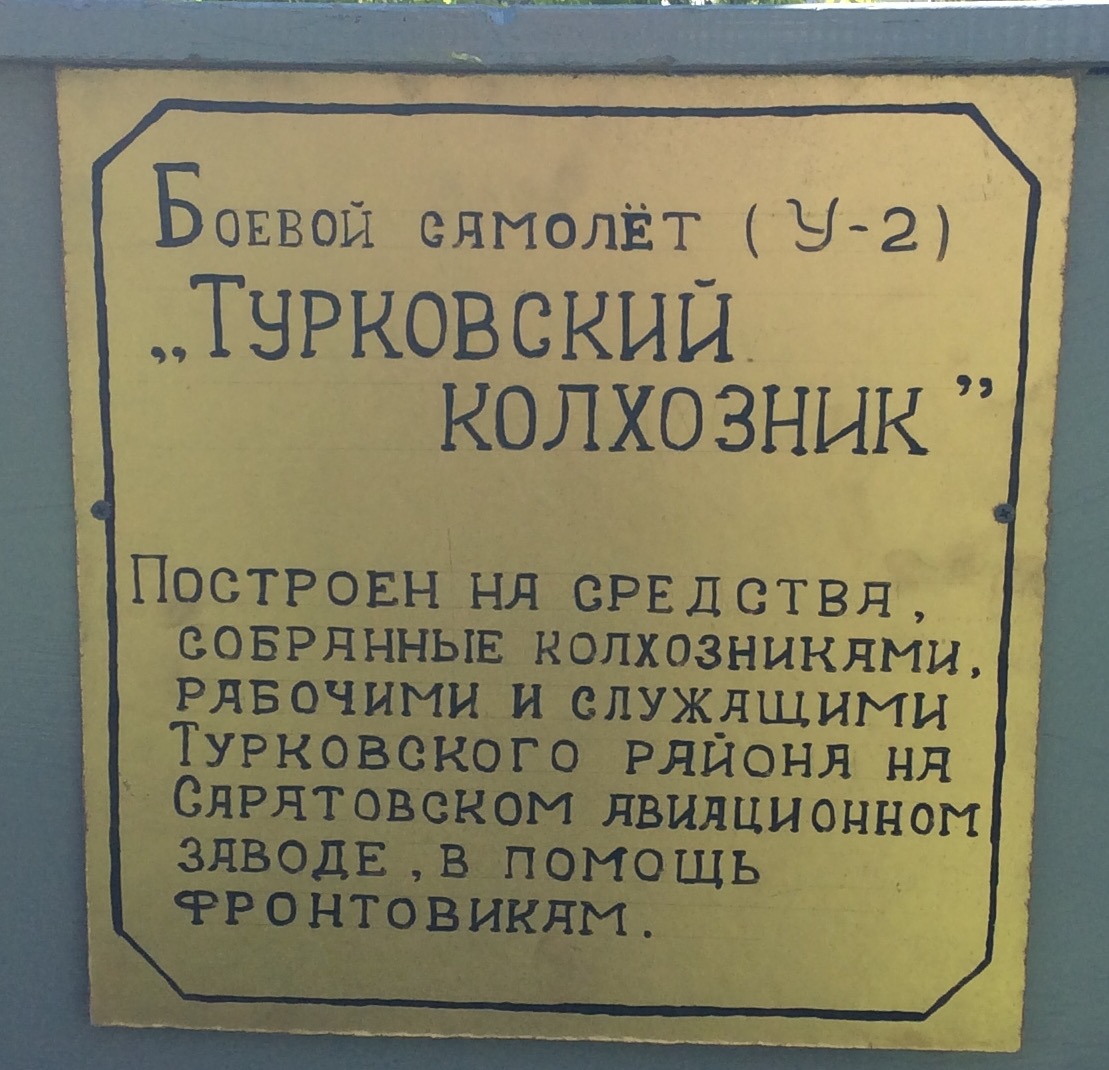 Боевой самолёт (У-2)
„Турковский
колхозник”
Построен на средства,
собранные колхозниками,
рабочими и служащими
Турковского района на
Саратовском авиационном
заводе, в помощь
фронтовикам.